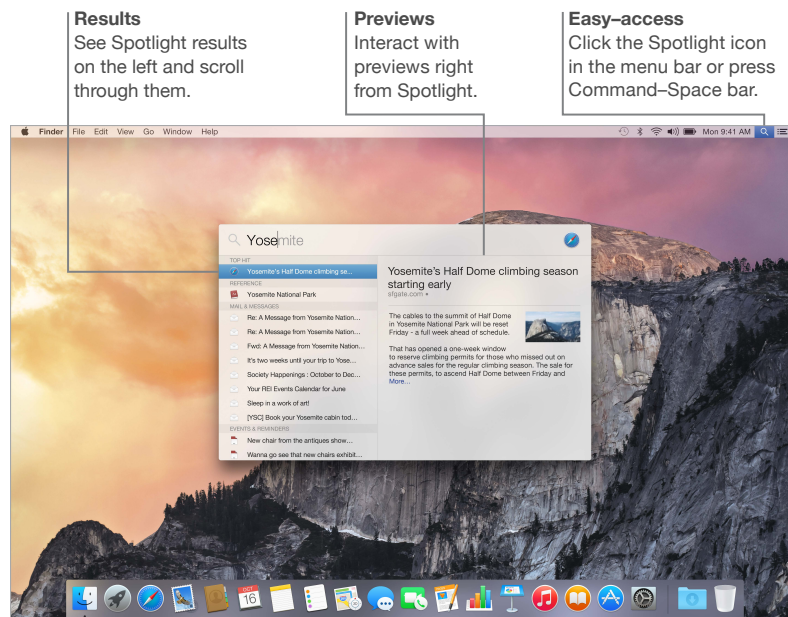 Results
See Spotlight results
on the left and scroll
through them.
Previews
Interact with
previews right
from Spotlight.
Easy–access
Click the Spotlight icon
in the menu bar or press
Command–Space bar.
Finder File Edit View Go Window Help
Mon 9:41 AM
Yosemite
TOP HIT
Yosemite's Half Dome climbing se...
REFERENCE
Yosemite National Park
MAIL & MESSAGES
Re: A Message from Yosemite Nation…
Re: A Message from Yosemite Nation…
Fwd: A Message from Yosemite Nation…
It's two weeks until your trip to Yose…
Society Happenings : October to Dec…
Your REI Events Calendar for June
Sleep in a work of art!
[YSC] Book your Yosemite cabin tod…
EVENTS & REMINDERS
New chair from the antiques show…
Wanna go see that new chairs exhibit…
Yosemite's Half Dome climbing season
starting early
sfgate.com
The cables to the summit of Half Dome
in Yosemite National Park will be reset
Friday - a full week ahead of schedule.
That has opened a one-week window
to reserve climbing permits for those who missed out on
advance sales for the regular climbing season. The sale for
these permits, to ascend Half Dome between Friday and
More…
OCT
16